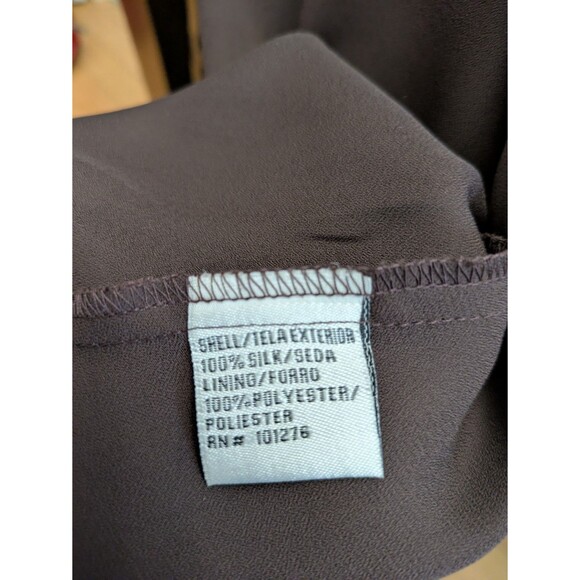 SHELL/TELA EXTERIOR
100% SILK/SEDA
LINING/FORRO
100%POLYESTER/
POLIESTER
RN# 101276